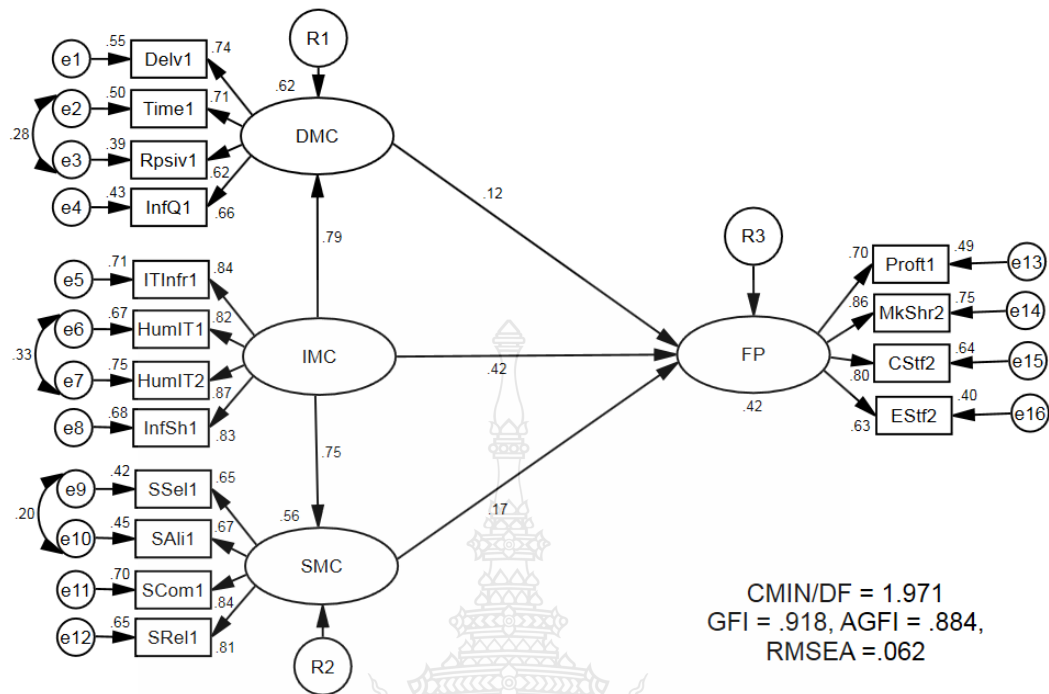 R1
e1 .55 Delv1 .74
.62
e2 .50 Time1 .71
DMC
.28
e3 .39 Rpsiv1 .62
e4 .43 InfQ1 .66
.12
.79
R3
e5 .71 ITInfr1 .84
.70 Proft1 .49 e13
e6 .67 HumIT1 .82
.86 MkShr2 .75 e14
IMC
FP
.33
.42
e7 .75 HumIT2 .87
.80 CStf2 .64 e15
e8 .68 InfSh1 .83
.42
.63 EStf2 .40 e16
.75
e9 .42 SSel1 .65
.17
.20
.56
e10 .45 SAli1 .67
SMC
e11 .70 SCom1 .84
e12 .65 SRel1 .81
R2
CMIN/DF = 1.971
GFI = .918, AGFI = .884,
RMSEA =.062